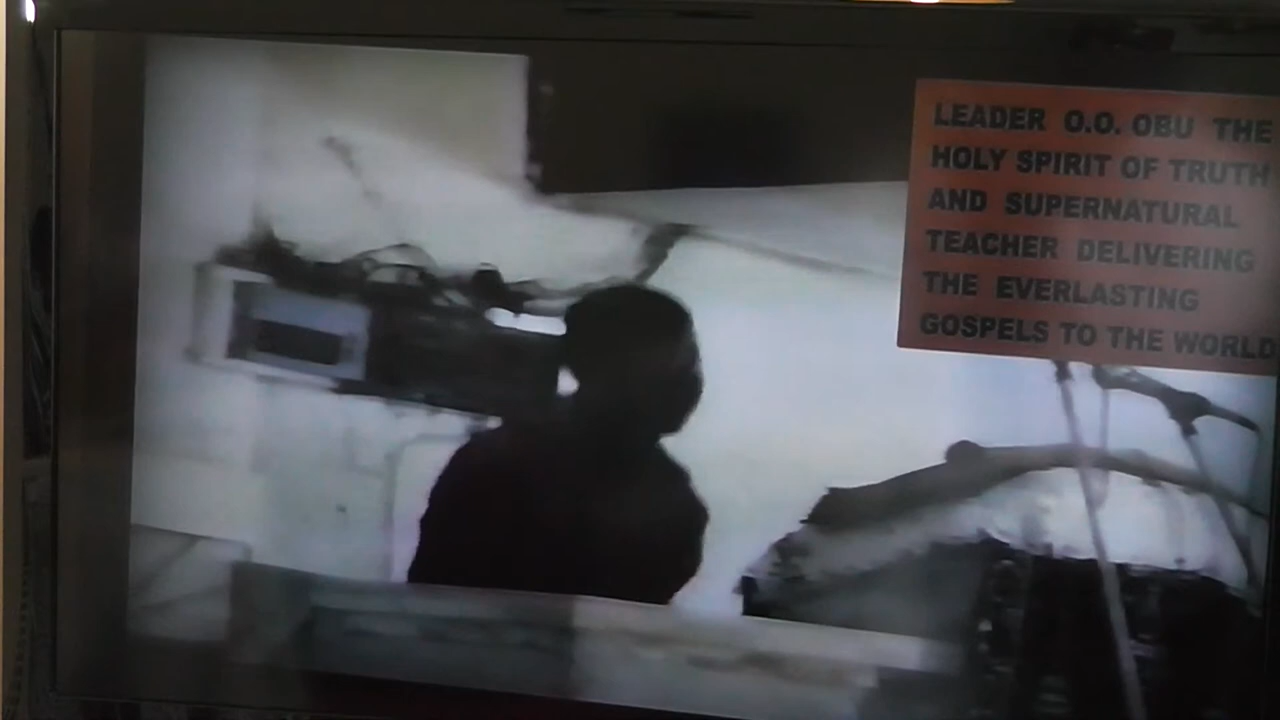 LEADER O.O. OBU THE
HOLY SPIRIT OF TRUTH
AND SUPERNATURAL
TEACHER DELIVERING
THE EVERLASTING
GOSPELS TO THE WORLD